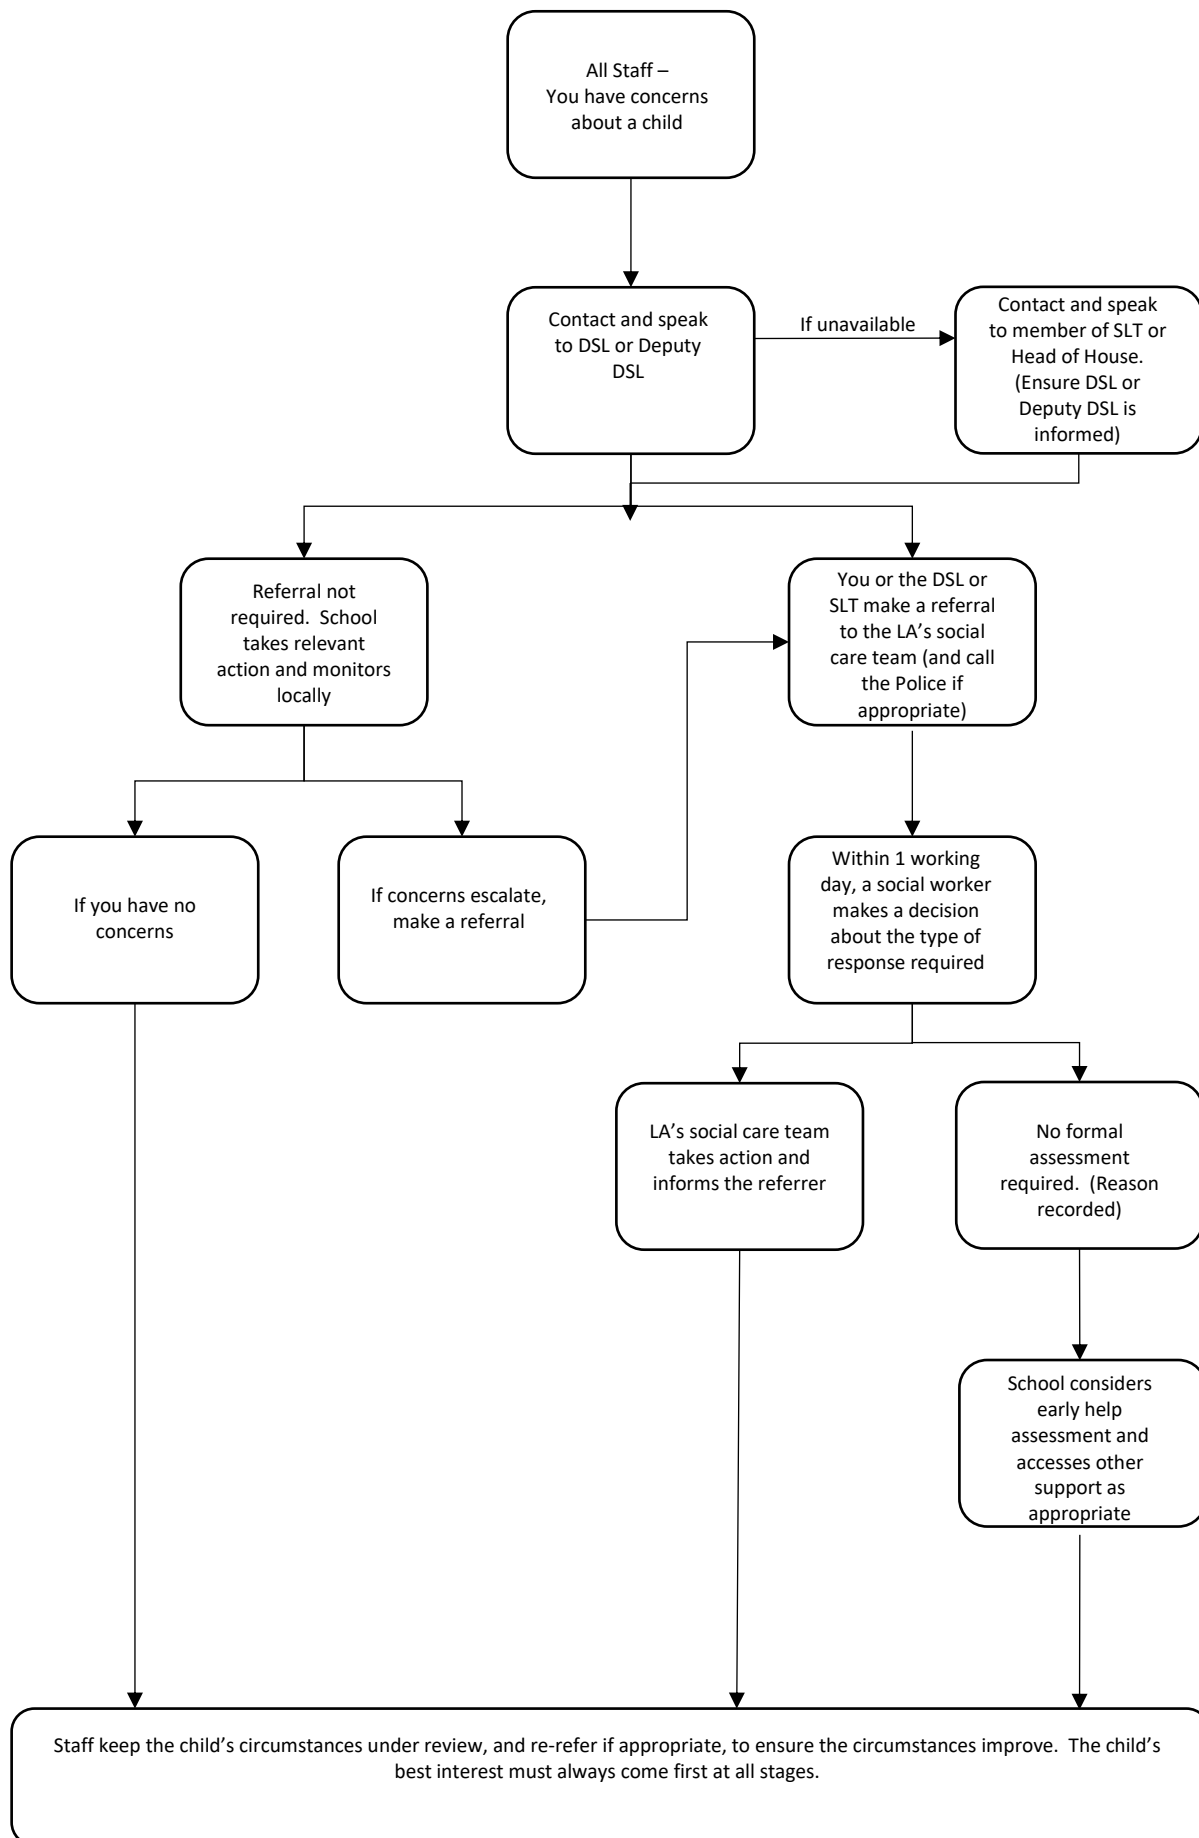 All Staff –
You have concerns
about a child
Contact and speak
to DSL or Deputy
DSL
If unavailable
Contact and speak
to member of SLT or
Head of House.
(Ensure DSL or
Deputy DSL is
informed)
Referral not
required.  School
takes relevant
action and monitors
locally
You or the DSL or
SLT make a referral
to the LA’s social
care team (and call
the Police if
appropriate)
If you have no
concerns
If concerns escalate,
make a referral
Within 1 working
day, a social worker
makes a decision
about the type of
response required
LA’s social care team
takes action and
informs the referrer
No formal
assessment
required.  (Reason
recorded)
School considers
early help
assessment and
accesses other
support as
appropriate
Staff keep the child’s circumstances under review, and re-refer if appropriate, to ensure the circumstances improve.  The child’s
best interest must always come first at all stages.